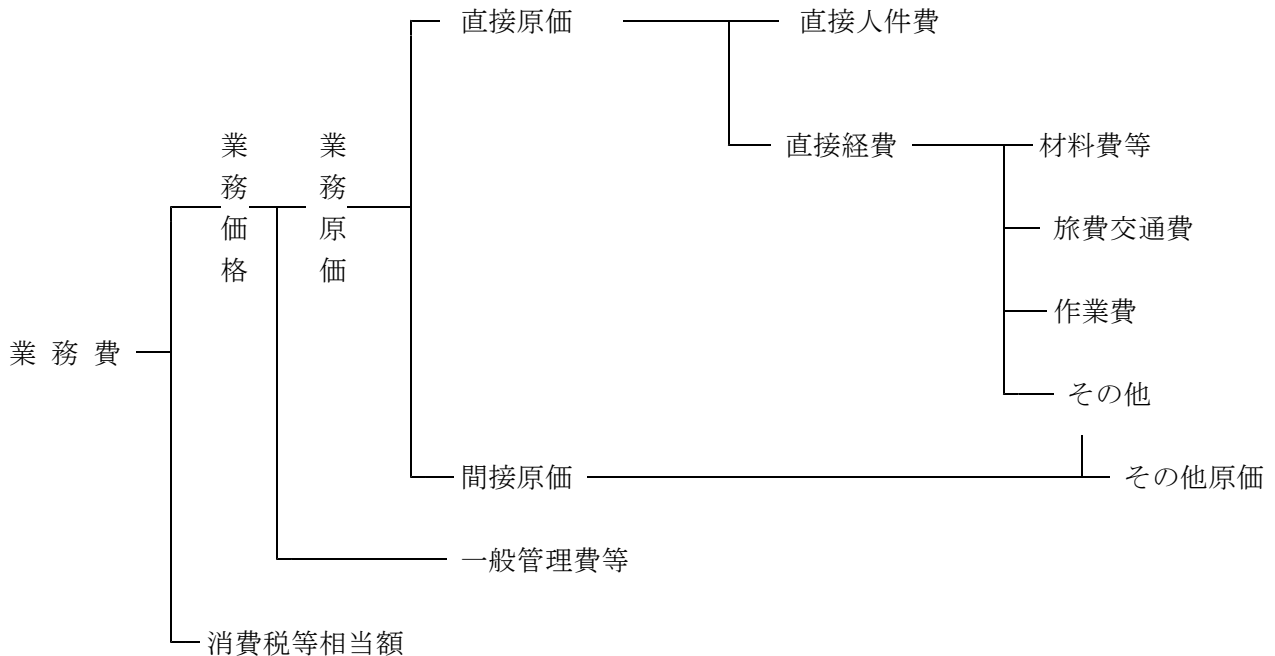 直接原価
直接人件費
直接経費
材料費等
旅費交通費
作業費
その他
業務価格
業務原価
業 務 費
間接原価
その他原価
一般管理費等
消費税等相当額